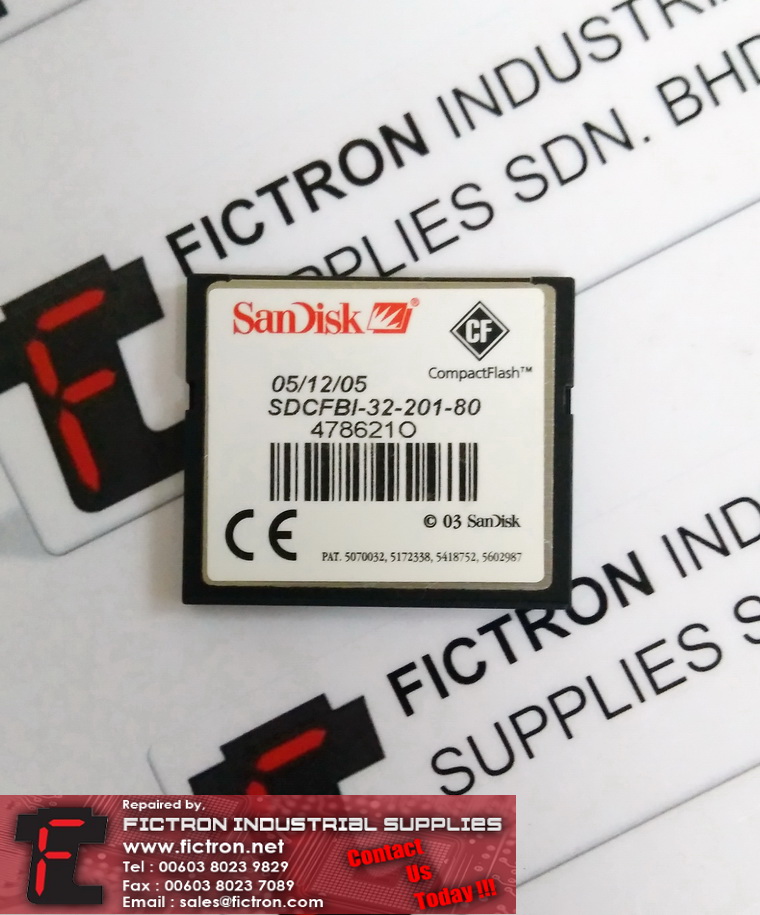 FICTRON INDUSTRI
SUPPLIES SDN. BHD
SanDisk®
CF
CompactFlash™
05/12/05
SDCFBI-32-201-80
478621O
CE
© 03 SanDisk
PAT. 5070032, 5172338, 5418752, 5602987
FICTRON IND
SUPPLIES S
Repaired by,
FICTRON INDUSTRIAL SUPPLIES
www.fictron.net
Tel : 00603 8023 9829
Fax : 00603 8023 7089
Email : sales@fictron.com
Contact
Us
Today !!!